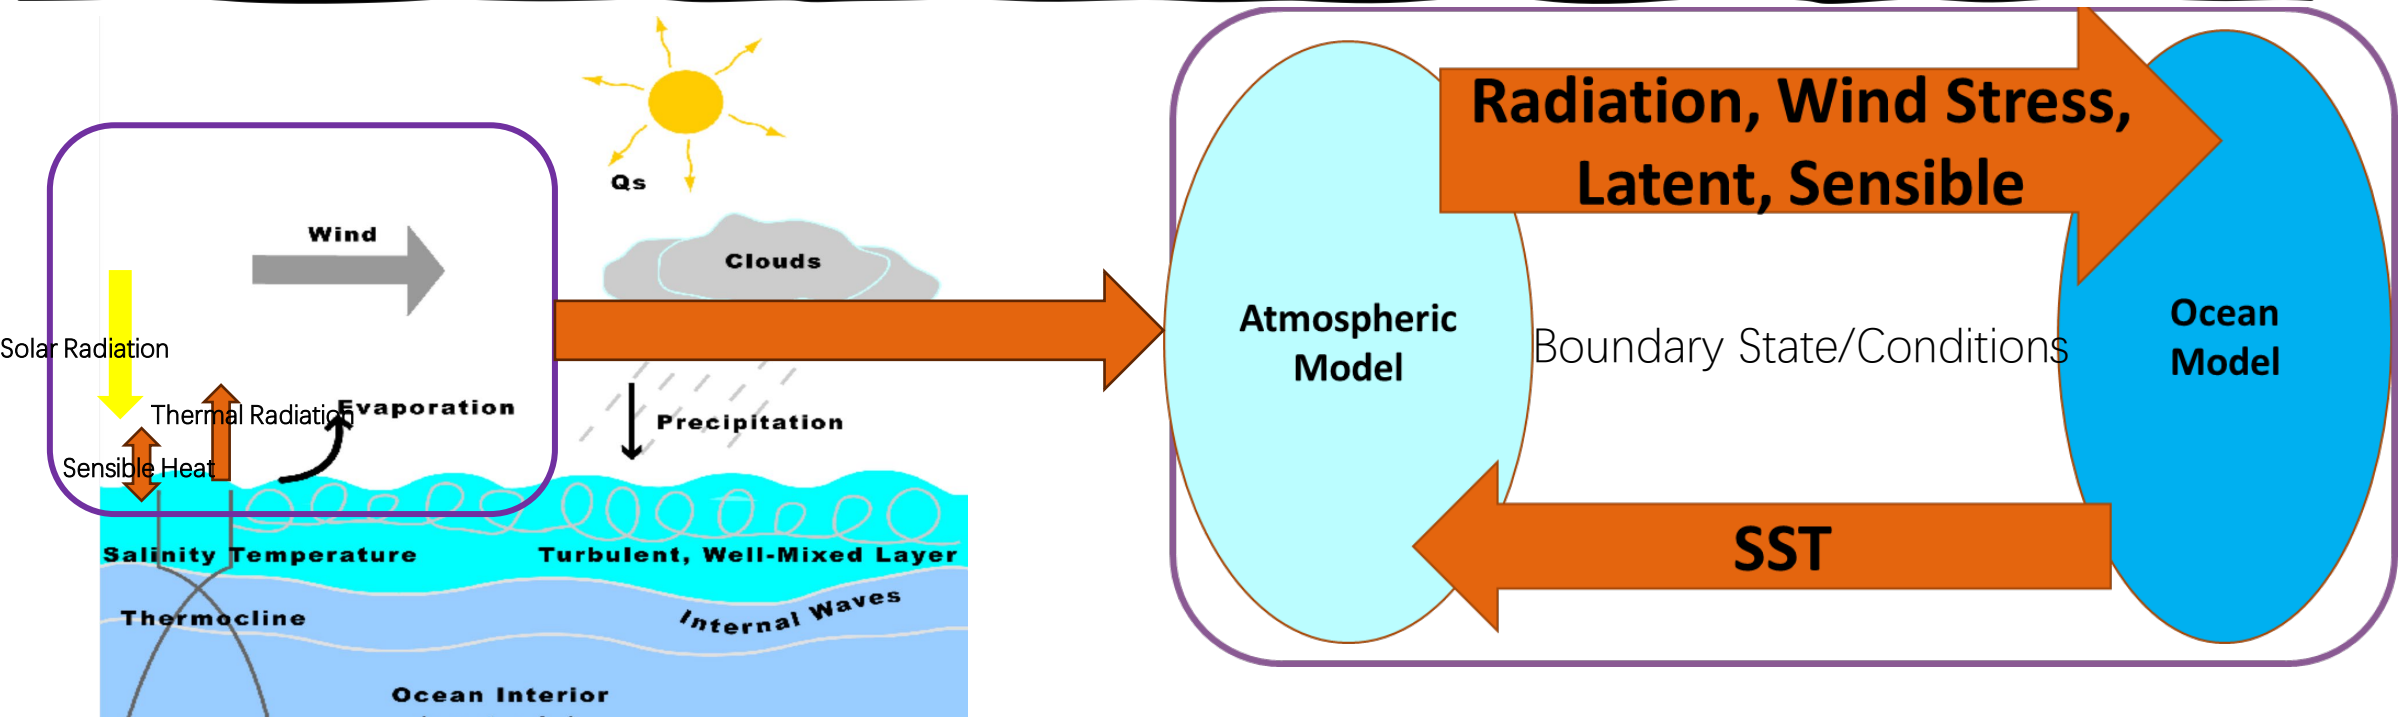 Qs
Wind
Clouds
Solar Radiation
Thermal Radiation
Evaporation
Precipitation
Sensible Heat
Salinity Temperature
Turbulent, Well-Mixed Layer
Thermocline
Internal Waves
Ocean Interior
Radiation, Wind Stress,
Latent, Sensible
Atmospheric
Model
Boundary State/Conditions
Ocean
Model
SST